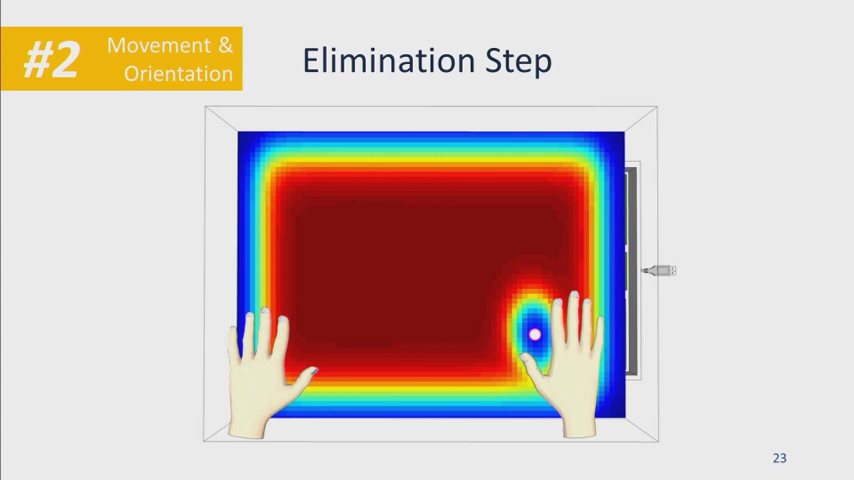 #2
Movement &
Orientation
Elimination Step
23